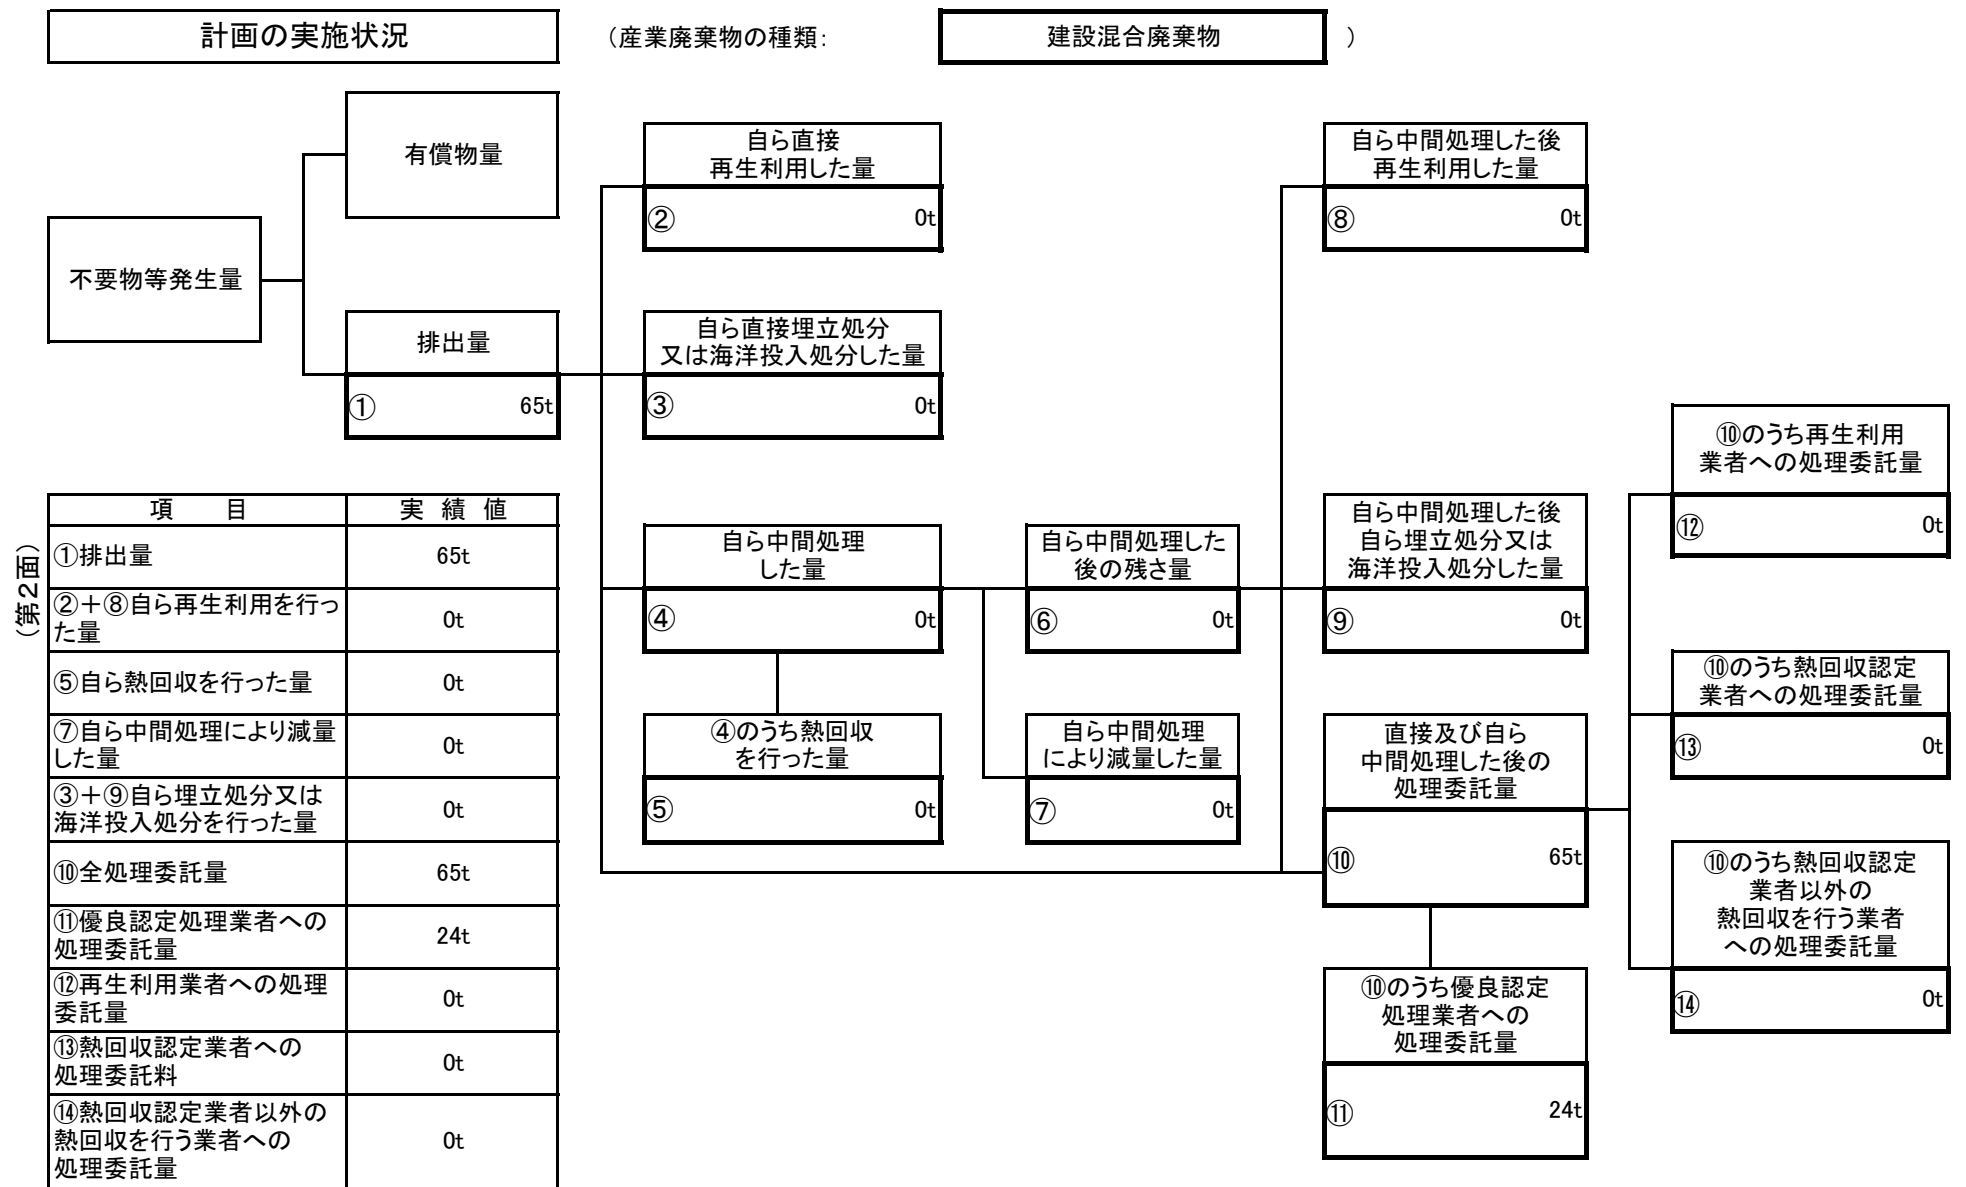 計画の実施状況
（産業廃棄物の種類：
建設混合廃棄物
）
有償物量
不要物等発生量
排出量
① 65t
自ら直接
再生利用した量
② 0t
自ら直接埋立処分
又は海洋投入処分した量
③ 0t
自ら中間処理
した量
④ 0t
④のうち熱回収
を行った量
⑤ 0t
自ら中間処理した
後の残さ量
⑥ 0t
自ら中間処理
により減量した量
⑦ 0t
自ら中間処理した後
再生利用した量
⑧ 0t
自ら中間処理した後
自ら埋立処分又は
海洋投入処分した量
⑨ 0t
直接及び自ら
中間処理した後の
処理委託量
⑩ 65t
⑩のうち優良認定
処理業者への
処理委託量
⑪ 24t
⑩のうち再生利用
業者への処理委託量
⑫ 0t
⑩のうち熱回収認定
業者への処理委託量
⑬ 0t
⑩のうち熱回収認定
業者以外の
熱回収を行う業者
への処理委託量
⑭ 0t
（第２面）
項　目 実 績 値
①排出量 65t
②＋⑧自ら再生利用を行っ
た量 0t
⑤自ら熱回収を行った量 0t
⑦自ら中間処理により減量
した量 0t
③＋⑨自ら埋立処分又は
海洋投入処分を行った量 0t
⑩全処理委託量 65t
⑪優良認定処理業者への
処理委託量 24t
⑫再生利用業者への処理
委託量 0t
⑬熱回収認定業者への
処理委託料 0t
⑭熱回収認定業者以外の
熱回収を行う業者への
処理委託量 0t